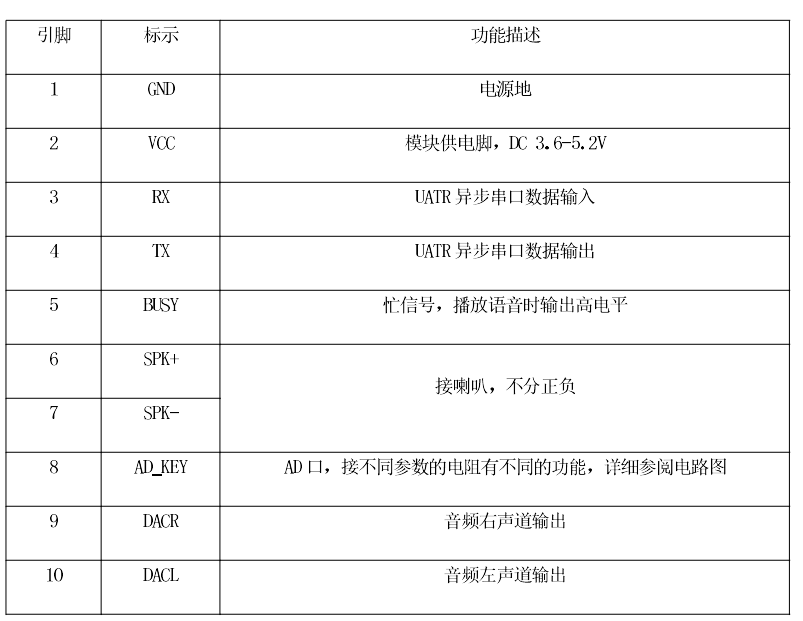 引脚 标示 功能描述
1 GND 电源地
2 VCC 模块供电脚，DC 3.6-5.2V
3 RX UATR 异步串口数据输入
4 TX UATR 异步串口数据输出
5 BUSY 忙信号，播放语音时输出高电平
6 SPK+
接喇叭，不分正负
7 SPK-
8 AD_KEY AD 口，接不同参数的电阻有不同的功能，详细参阅电路图
9 DACR 音频右声道输出
10 DACL 音频左声道输出